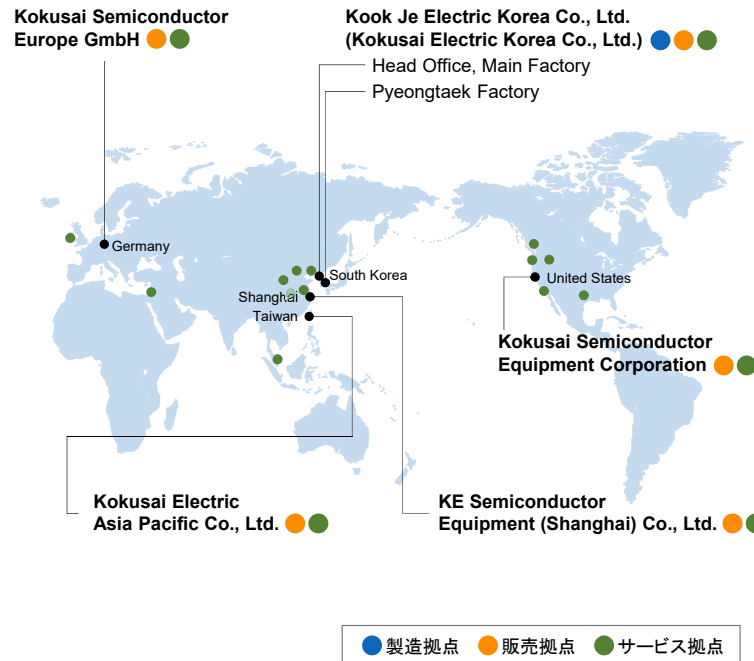 Kokusai Semiconductor
Europe GmbH
Kook Je Electric Korea Co., Ltd.
(Kokusai Electric Korea Co., Ltd.)
Head Office, Main Factory
Pyeongtaek Factory
Germany
South Korea
Shanghai
Taiwan
United States
Kokusai Semiconductor
Equipment Corporation
Kokusai Electric
Asia Pacific Co., Ltd.
KE Semiconductor
Equipment (Shanghai) Co., Ltd.
製造拠点 販売拠点 サービス拠点